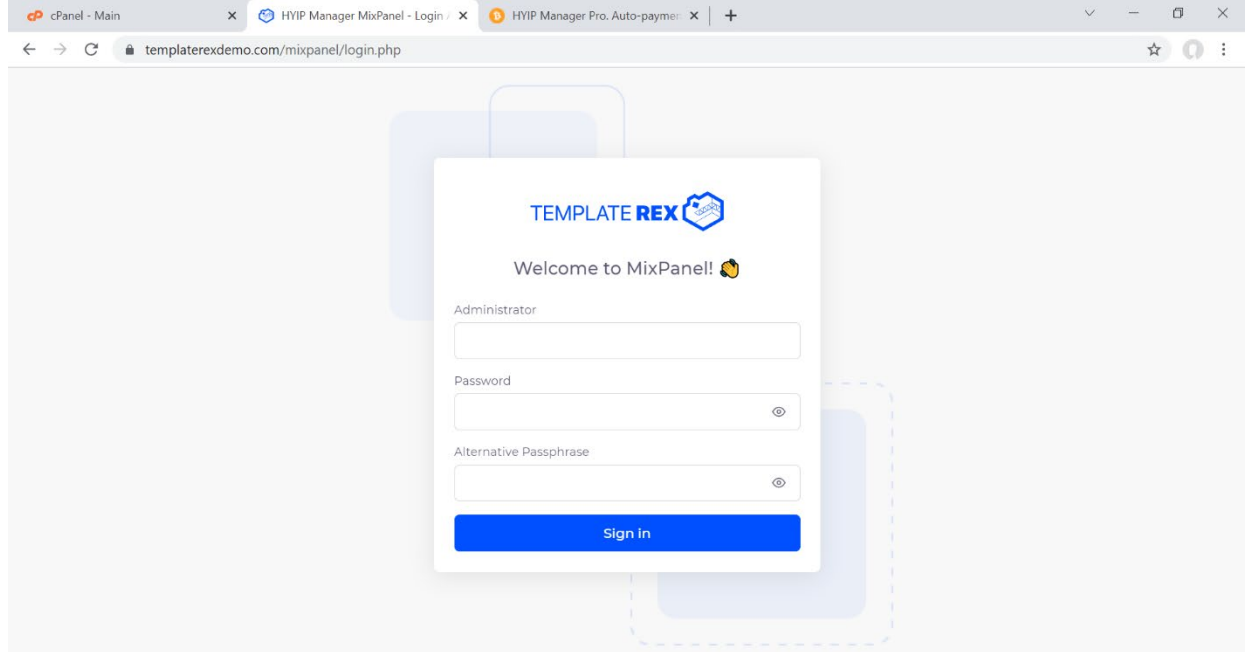 cPanel - Main
HYIP Manager MixPanel - Login /
HYIP Manager Pro. Auto-paymen
templaterexdemo.com/mixpanel/login.php
TEMPLATE REX
Welcome to MixPanel!
Administrator
Password
Alternative Passphrase
Sign in